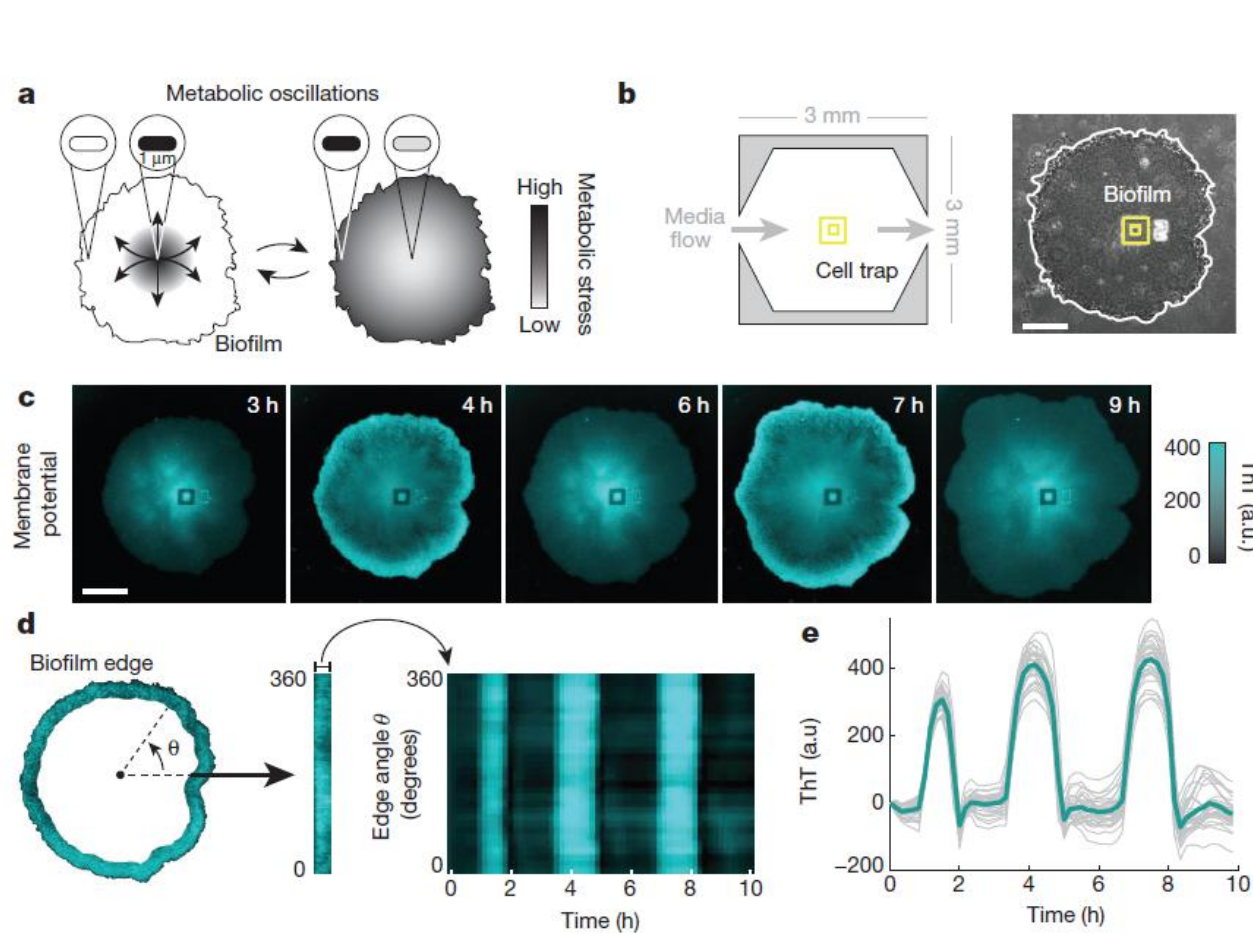 a
Metabolic oscillations
1 µm
Biofilm
High
Low
Metabolic stress
b
3 mm
3 mm
Media
flow
Cell trap
Biofilm
c
Membrane
potential
3 h
4 h
6 h
7 h
9 h
400
200
0
ThT (a.u.)
d
Biofilm edge
θ
360
0
Edge angle θ
(degrees)
360
0
0 2 4 6 8 10
Time (h)
e
ThT (a.u)
400
200
0
−200
0 2 4 6 8 10
Time (h)